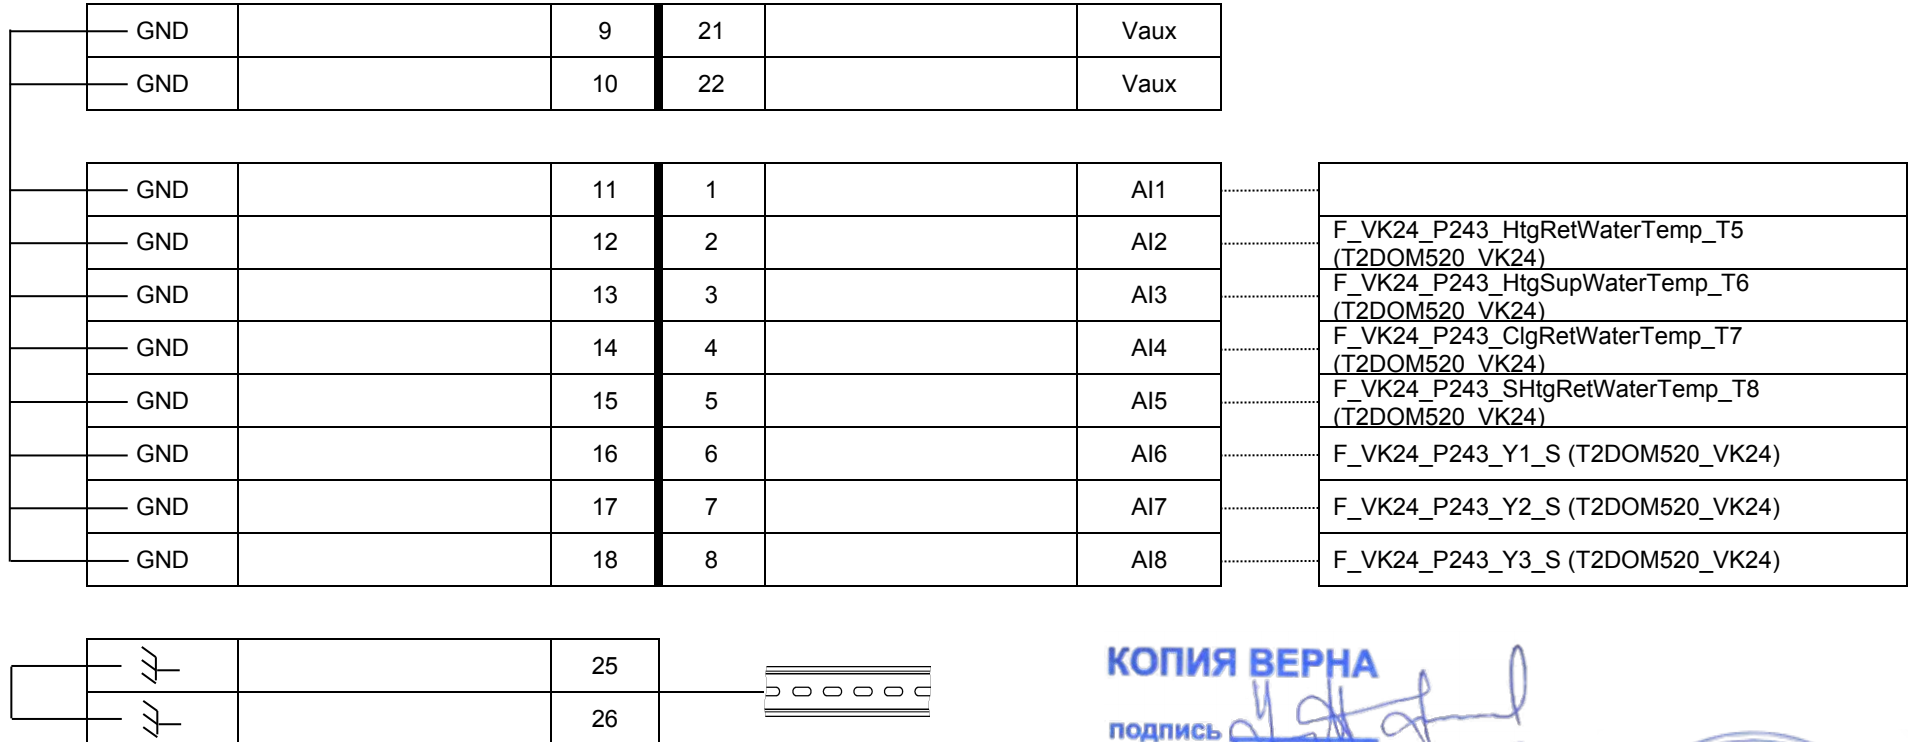 GND 9 21 Vaux
GND 10 22 Vaux
GND 11 1 AI1
GND 12 2 AI2 F_VK24_P243_HtgRetWaterTemp_T5
(T2DOM520_VK24)
GND 13 3 AI3 F_VK24_P243_HtgSupWaterTemp_T6
(T2DOM520_VK24)
GND 14 4 AI4 F_VK24_P243_ClgRetWaterTemp_T7
(T2DOM520_VK24)
GND 15 5 AI5 F_VK24_P243_SHtgRetWaterTemp_T8
(T2DOM520_VK24)
GND 16 6 AI6 F_VK24_P243_Y1_S (T2DOM520_VK24)
GND 17 7 AI7 F_VK24_P243_Y2_S (T2DOM520_VK24)
GND 18 8 AI8 F_VK24_P243_Y3_S (T2DOM520_VK24)
25
26
КОПИЯ ВЕРНА
подпись